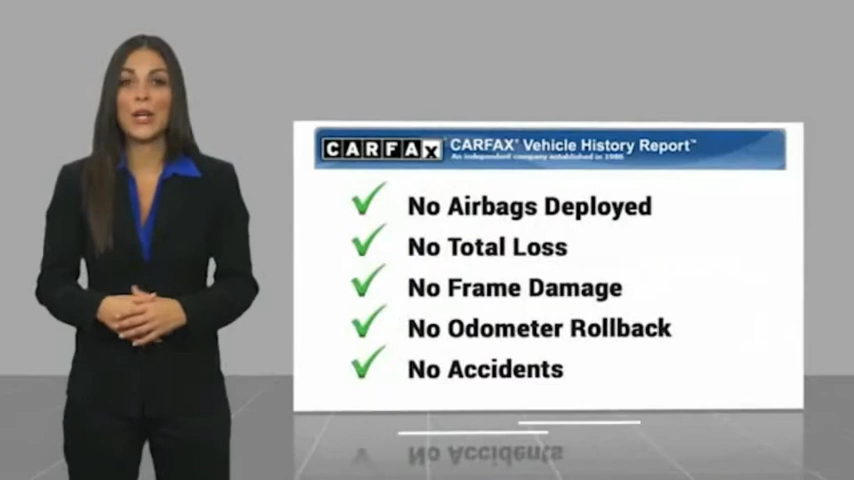 CARFAX CARFAX® Vehicle History Report™
An independent company established in 1986
No Airbags Deployed
No Total Loss
No Frame Damage
No Odometer Rollback
No Accidents
No Accidents